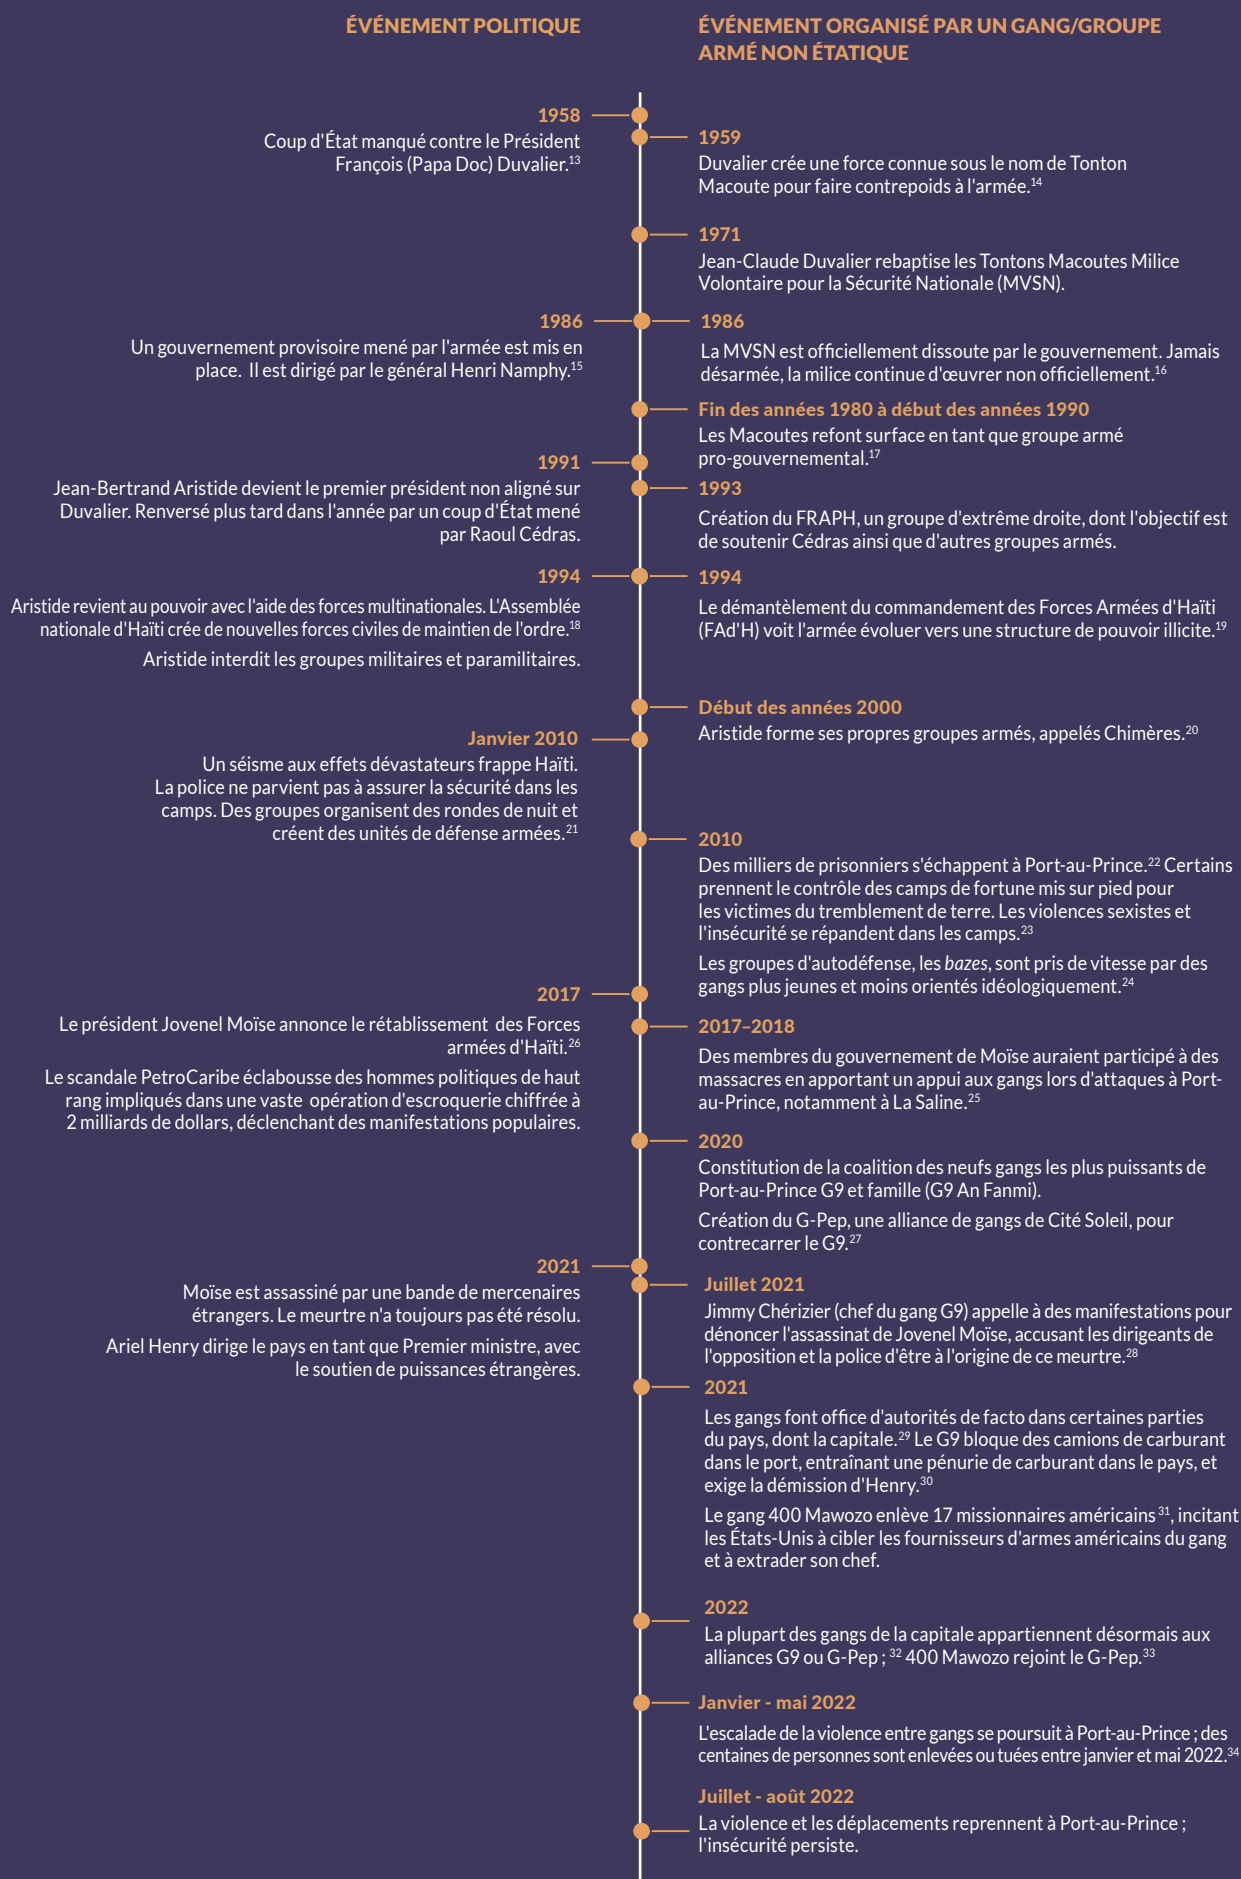 ÉVÉNEMENT POLITIQUE
ÉVÉNEMENT ORGANISÉ PAR UN GANG/GROUPE
ARMÉ NON ÉTATIQUE
1958
Coup d'État manqué contre le Président
François (Papa Doc) Duvalier.13
1959
Duvalier crée une force connue sous le nom de Tonton
Macoute pour faire contrepoids à l'armée.14
1971
Jean-Claude Duvalier rebaptise les Tontons Macoutes Milice
Volontaire pour la Sécurité Nationale (MVSN).
1986
Un gouvernement provisoire mené par l'armée est mis en
place. Il est dirigé par le général Henri Namphy.15
1986
La MVSN est officiellement dissoute par le gouvernement. Jamais
désarmée, la milice continue d'œuvrer non officiellement.16
Fin des années 1980 à début des années 1990
Les Macoutes refont surface en tant que groupe armé
pro-gouvernemental.17
1991
Jean-Bertrand Aristide devient le premier président non aligné sur
Duvalier. Renversé plus tard dans l'année par un coup d'État mené
par Raoul Cédras.
1993
Création du FRAPH, un groupe d'extrême droite, dont l'objectif est
de soutenir Cédras ainsi que d'autres groupes armés.
1994
Aristide revient au pouvoir avec l'aide des forces multinationales. L'Assemblée
nationale d'Haïti crée de nouvelles forces civiles de maintien de l'ordre.18
Aristide interdit les groupes militaires et paramilitaires.
1994
Le démantèlement du commandement des Forces Armées d'Haïti
(FAd'H) voit l'armée évoluer vers une structure de pouvoir illicite.19
Début des années 2000
Aristide forme ses propres groupes armés, appelés Chimères.20
Janvier 2010
Un séisme aux effets dévastateurs frappe Haïti.
La police ne parvient pas à assurer la sécurité dans les
camps. Des groupes organisent des rondes de nuit et
créent des unités de défense armées.21
2010
Des milliers de prisonniers s'échappent à Port-au-Prince.22 Certains
prennent le contrôle des camps de fortune mis sur pied pour
les victimes du tremblement de terre. Les violences sexistes et
l'insécurité se répandent dans les camps.23
Les groupes d'autodéfense, les bazes, sont pris de vitesse par des
gangs plus jeunes et moins orientés idéologiquement.24
2017
Le président Jovenel Moïse annonce le rétablissement des Forces
armées d'Haïti.26
Le scandale PetroCaribe éclabousse des hommes politiques de haut
rang impliqués dans une vaste opération d'escroquerie chiffrée à
2 milliards de dollars, déclenchant des manifestations populaires.
2017–2018
Des membres du gouvernement de Moïse auraient participé à des
massacres en apportant un appui aux gangs lors d'attaques à Port-
au-Prince, notamment à La Saline.25
2020
Constitution de la coalition des neufs gangs les plus puissants de
Port-au-Prince G9 et famille (G9 An Fanmi).
Création du G-Pep, une alliance de gangs de Cité Soleil, pour
contrecarrer le G9.27
2021
Moïse est assassiné par une bande de mercenaires
étrangers. Le meurtre n'a toujours pas été résolu.
Ariel Henry dirige le pays en tant que Premier ministre, avec
le soutien de puissances étrangères.
Juillet 2021
Jimmy Chérizier (chef du gang G9) appelle à des manifestations pour
dénoncer l'assassinat de Jovenel Moïse, accusant les dirigeants de
l'opposition et la police d'être à l'origine de ce meurtre.28
2021
Les gangs font office d'autorités de facto dans certaines parties
du pays, dont la capitale.29 Le G9 bloque des camions de carburant
dans le port, entraînant une pénurie de carburant dans le pays, et
exige la démission d'Henry.30
Le gang 400 Mawozo enlève 17 missionnaires américains31, incitant
les États-Unis à cibler les fournisseurs d'armes américains du gang
et à extrader son chef.
2022
La plupart des gangs de la capitale appartiennent désormais aux
alliances G9 ou G-Pep ; 32 400 Mawozo rejoint le G-Pep.33
Janvier - mai 2022
L'escalade de la violence entre gangs se poursuit à Port-au-Prince ; des
centaines de personnes sont enlevées ou tuées entre janvier et mai 2022.34
Juillet - août 2022
La violence et les déplacements reprennent à Port-au-Prince ;
l'insécurité persiste.